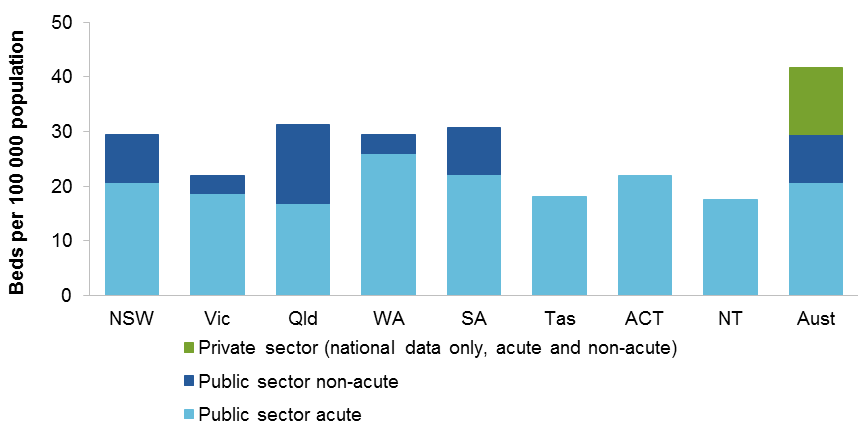 Beds per 100 000 population
50
40
30
20
10
0
NSW Vic Qld WA SA Tas ACT NT Aust
Private sector (national data only, acute and non-acute)
Public sector non-acute
Public sector acute